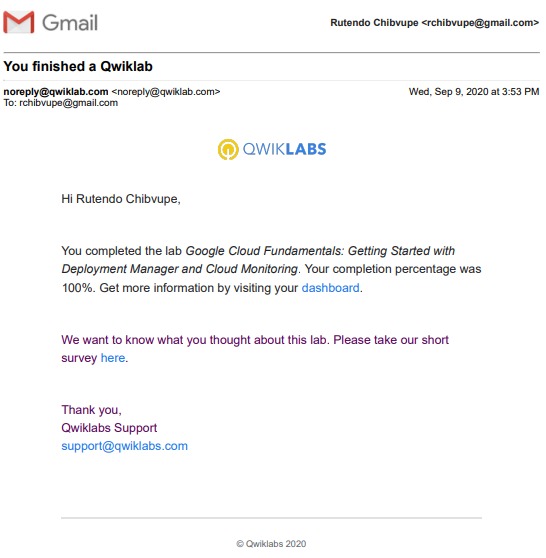 Gmail
Rutendo Chibvupe <rchibvupe@gmail.com>
You finished a Qwiklab
noreply@qwiklab.com <noreply@qwiklab.com>
Wed, Sep 9, 2020 at 3:53 PM
To: rchibvupe@gmail.com
QWIKLABS
Hi Rutendo Chibvupe,
You completed the lab Google Cloud Fundamentals: Getting Started with
Deployment Manager and Cloud Monitoring. Your completion percentage was
100%. Get more information by visiting your dashboard.
We want to know what you thought about this lab. Please take our short
survey here.
Thank you,
Qwiklabs Support
support@qwiklabs.com
© Qwiklabs 2020